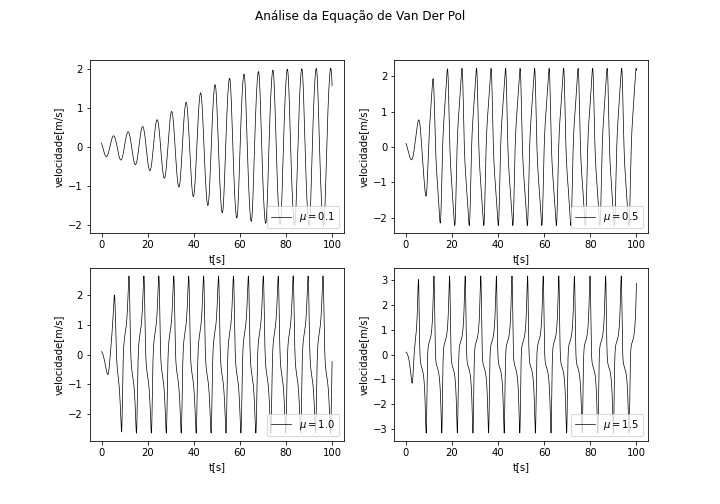 Análise da Equação de Van Der Pol
velocidade[m/s]
2
1
0
−1
−2
0 20 40 60 80 100
t[s]
μ = 0.1
velocidade[m/s]
2
1
0
−1
−2
0 20 40 60 80 100
t[s]
μ = 0.5
velocidade[m/s]
2
1
0
−1
−2
0 20 40 60 80 100
t[s]
μ = 1.0
velocidade[m/s]
3
2
1
0
−1
−2
−3
0 20 40 60 80 100
t[s]
μ = 1.5